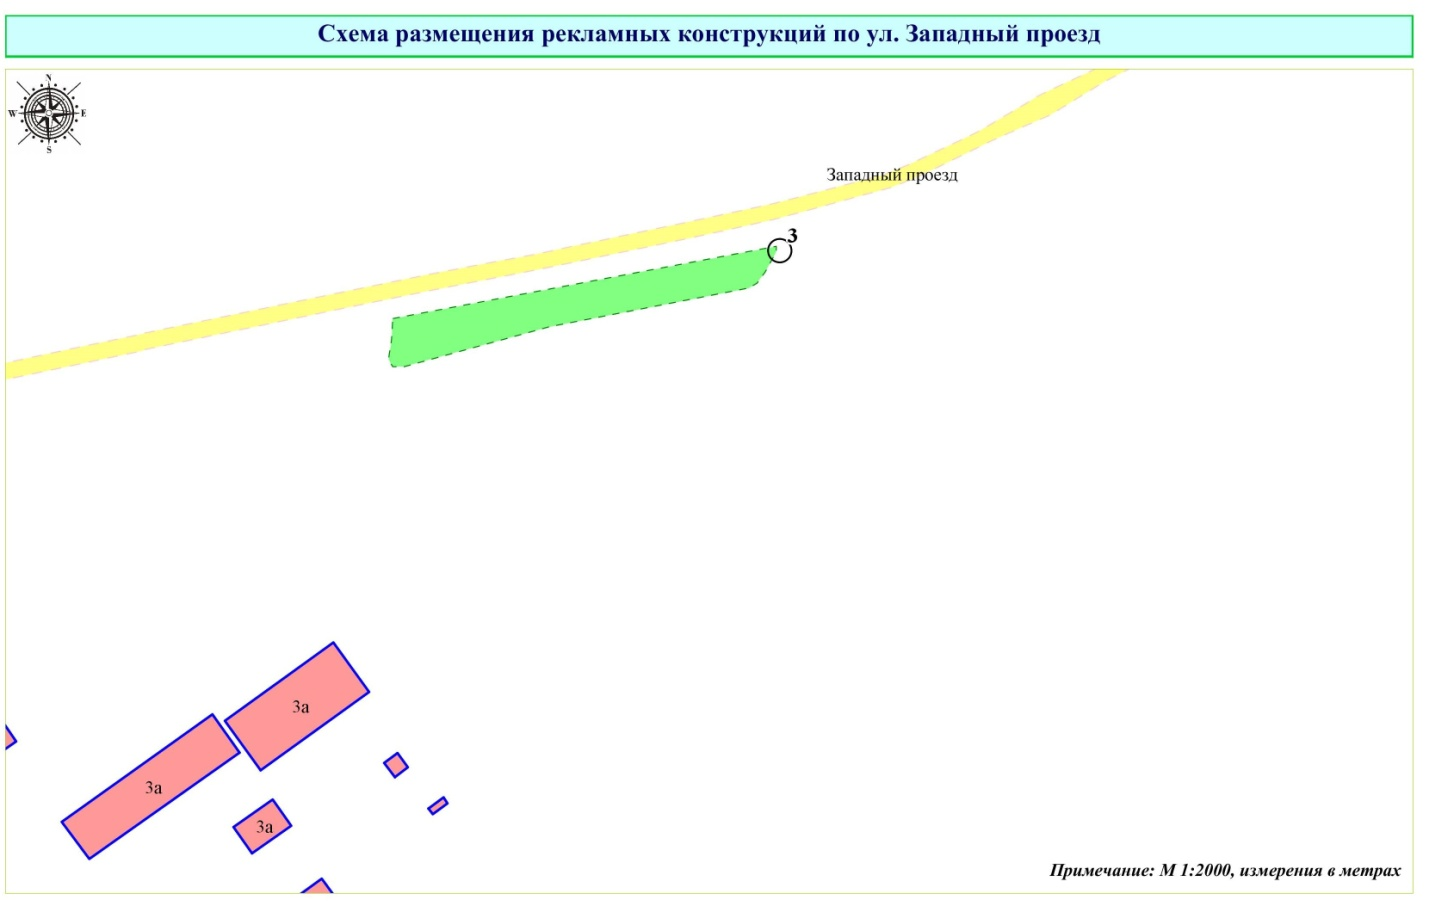 Схема размещения рекламных конструкций по ул. Западный проезд
N
W E
S
Западный проезд
3
3а
3а
3а
Примечание: М 1:2000, измерения в метрах